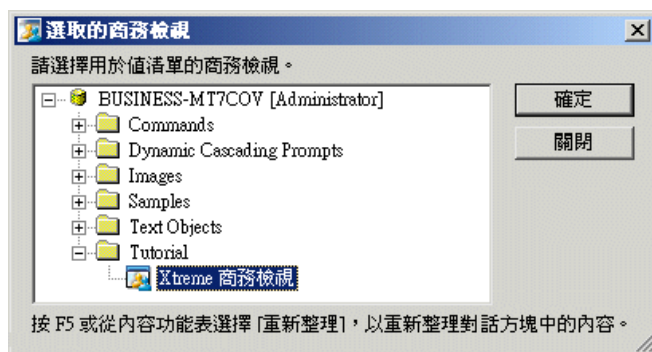 選取的商務檢視
請選擇用於值清單的商務檢視。
BUSINESS-MT7COV [Administrator]
確定
Commands
關閉
Dynamic Cascading Prompts
Images
Samples
Text Objects
Tutorial
Xtreme 商務檢視
按 F5 或從內容功能表選擇 [重新整理],以重新整理對話方塊中的內容。